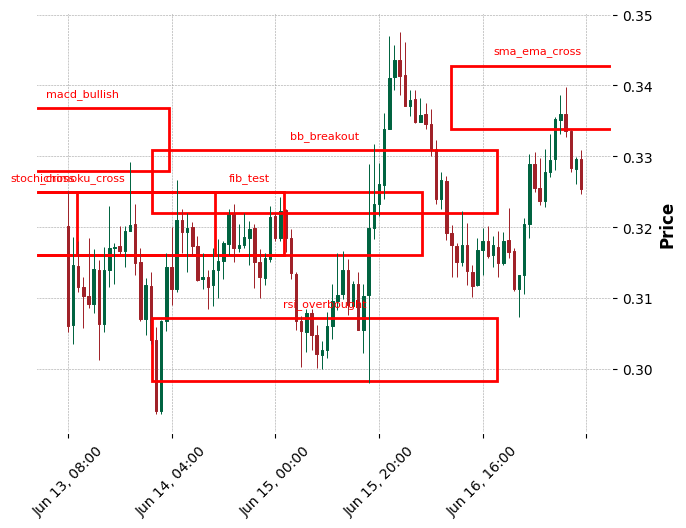 0.35
sma_ema_cross
0.34
macd_bullish
bb_breakout
0.33
fib_test
0.32
Price
rsi_overbough
0.31
0.30
Jun 13, 08:00
Jun 14, 04:00
Jun 15, 00:00
Jun 15, 20:00
Jun 16, 16:00